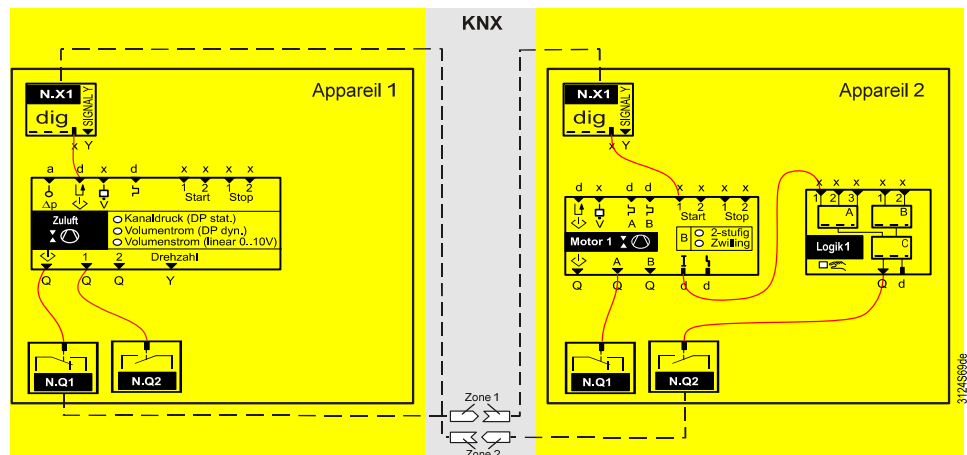 KNX
Appareil 1
N.X1
dig
SIGNAL Y
x Y
a d x d x x x x
1 2 1 2
Δp V Start Stop
Zuluft
Kanaldruck (DP stat.)
Volumentrom (DP dyn.)
Volumenstrom (linear 0..10V)
1 2 Drehzahl
Q Q Q Y
N.Q1
N.Q2
Appareil 2
N.X1
dig
SIGNAL Y
x Y
d x d d x x x x
1 2 1 2
V A B Start Stop
Motor 1
B
2-stufig
Zwilling
A B
Q Q Q d d
x x x x x
1 2 3 1 2
A B
Logik1
C
Q d
N.Q1
N.Q2
Zone 1
Zone 2
3124S69de